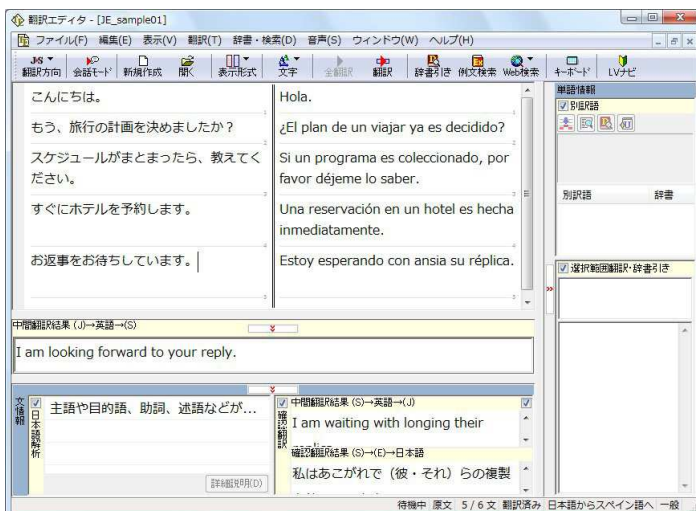 翻訳エディタ - [JE_sample01]
ファイル(F) 編集(E) 表示(V) 翻訳(T) 辞書・検索(D) 音声(S) ウィンドウ(W) ヘルプ(H)
J→S
翻訳方向 会話モード 新規作成 開く 表示形式 文字 全翻訳 翻訳 辞書引き 例文検索 Web検索 キーボード LVナビ
こんにちは。
Hola.
1
1
もう、旅行の計画を決めましたか?
¿El plan de un viajar ya es decidido?
2
2
スケジュールがまとまったら、教えてく
ださい。
Si un programa es coleccionado, por
favor déjeme lo saber.
3
3
すぐにホテルを予約します。
Una reservación en un hotel es hecha
inmediatamente.
4
4
お返事をお待ちしています。
Estoy esperando con ansia su réplica.
5
5
単語情報
別訳語
別訳語 辞書
選択範囲翻訳・辞書引き
中間翻訳結果 (J)→英語→(S)
I am looking forward to your reply.
文情報
日本語解析
主語や目的語、助詞、述語などが...
詳細説明(D)
確認翻訳
中間翻訳結果 (S)→英語→(J)
I am waiting with longing their
確認翻訳結果 (S)→(E)→日本語
私はあこがれで(彼・それ)らの複製
待機中 原文 5 / 6 文 翻訳済み 日本語からスペイン語へ 一般